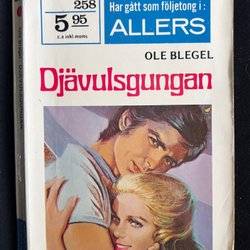 258
5 95
c:a inkl. moms
Har gått som följetong i:
ALLERS
OLE BLEGEL
Djävulsgungan